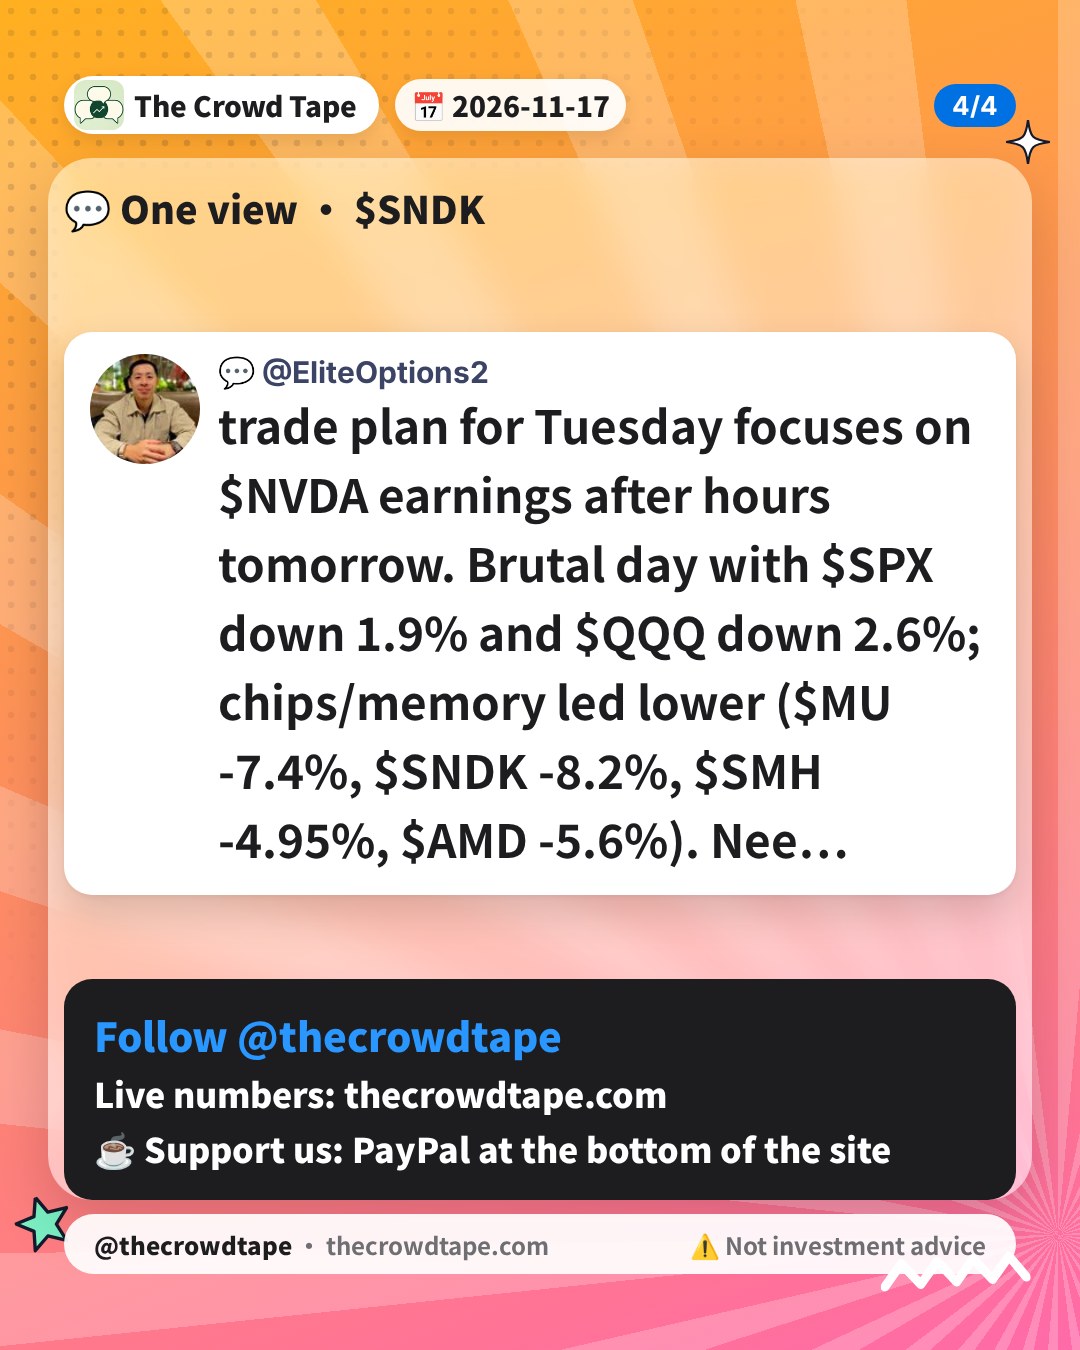 The Crowd Tape
📅 2026-11-17
4/4
💬 One view • $SNDK
💬 @EliteOptions2
trade plan for Tuesday focuses on
$NVDA earnings after hours
tomorrow. Brutal day with $SPX
down 1.9% and $QQQ down 2.6%;
chips/memory led lower ($MU
-7.4%, $SNDK -8.2%, $SMH
-4.95%, $AMD -5.6%). Nee…
Follow @thecrowdtape
Live numbers: thecrowdtape.com
☕ Support us: PayPal at the bottom of the site
@thecrowdtape • thecrowdtape.com
⚠️ Not investment advice